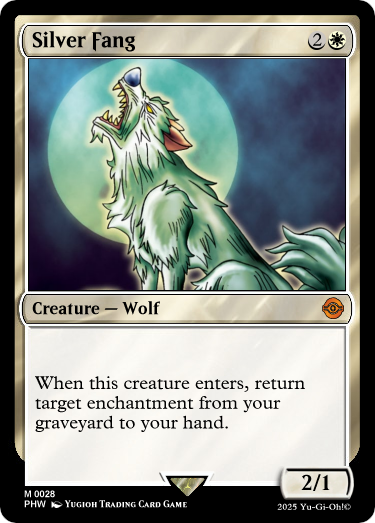 Silver Fang 2
Creature — Wolf
When this creature enters, return
target enchantment from your
graveyard to your hand.
2/1
M 0028
PHW Yugioh Trading Card Game
2025 Yu-Gi-Oh!©